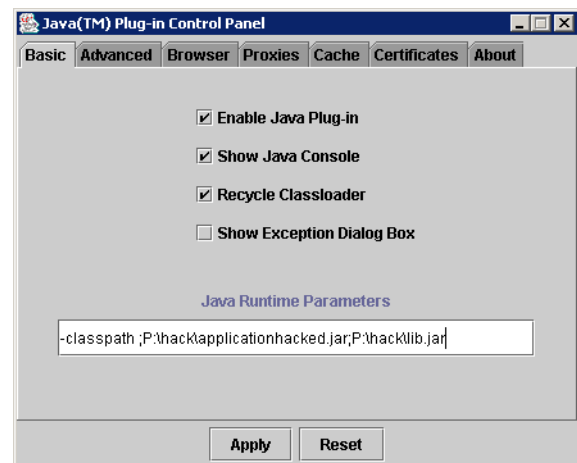 Java(TM) Plug-in Control Panel
Basic Advanced Browser Proxies Cache Certificates About
Enable Java Plug-in
Show Java Console
Recycle Classloader
Show Exception Dialog Box
Java Runtime Parameters
-classpath ;P:\hack\applicationhacked.jar;P:\hack\lib.jar
Apply Reset